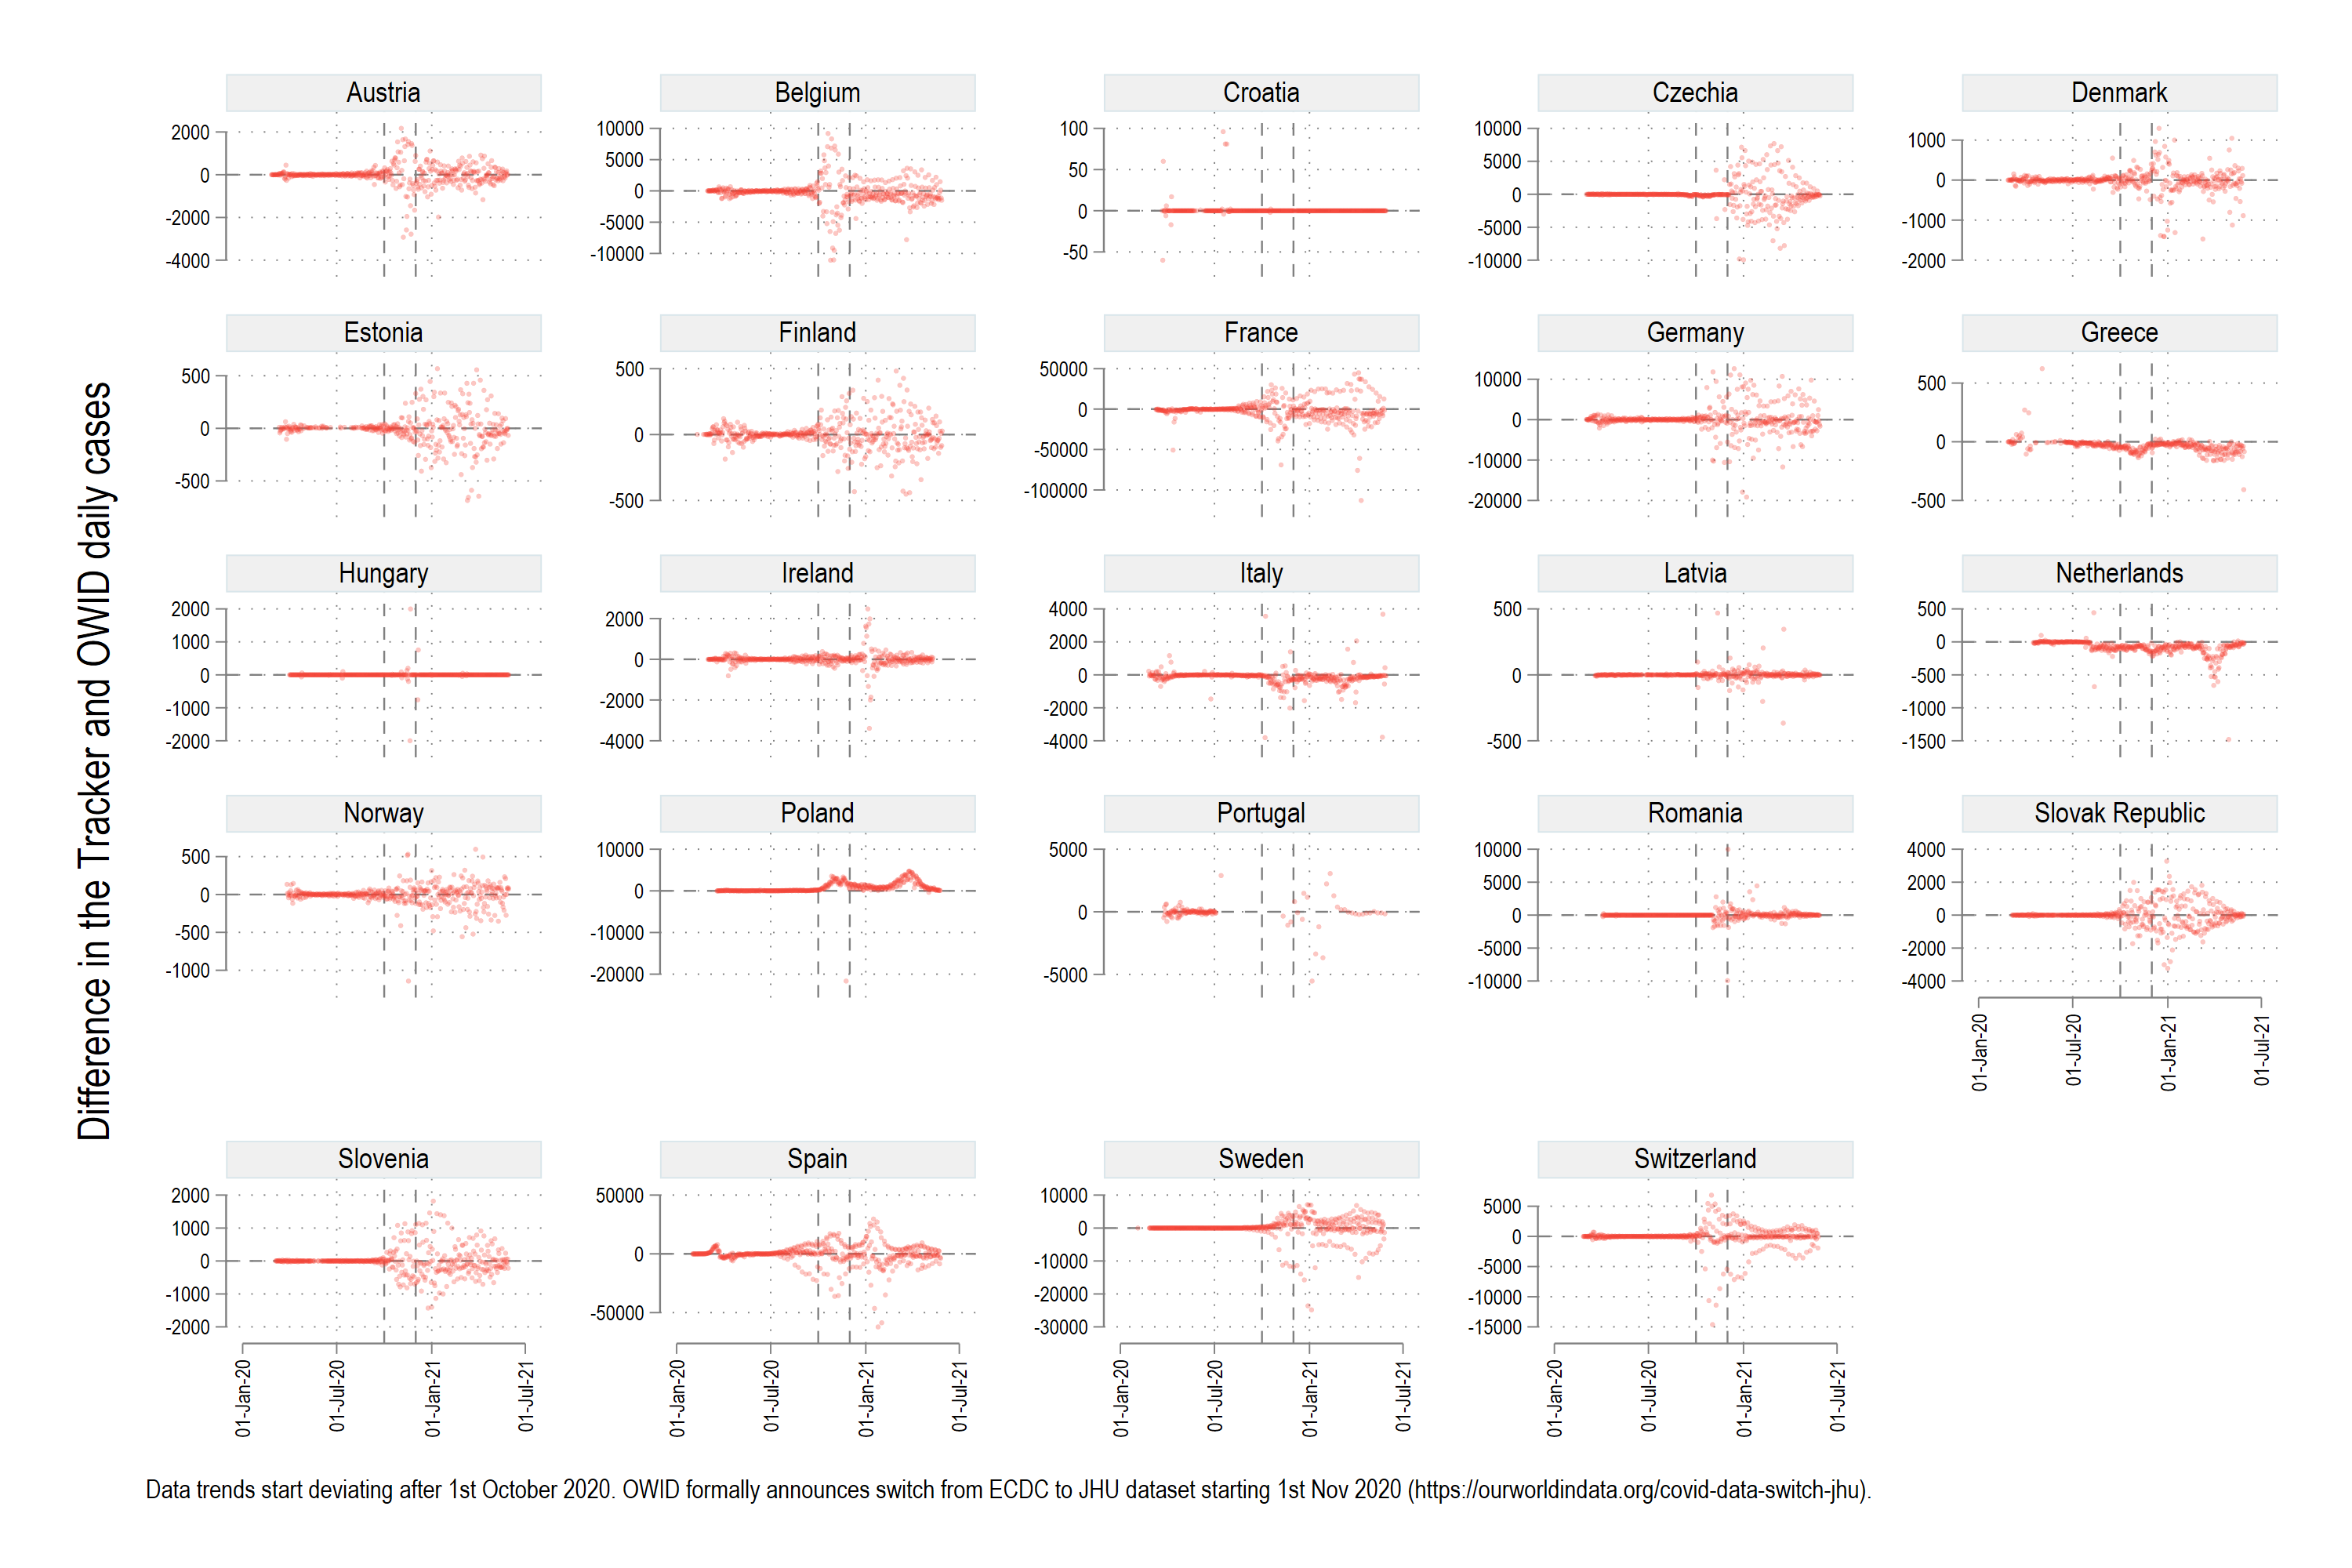 Difference in the Tracker and OWID daily cases
Austria
2000
0
-2000
-4000
Belgium
10000
5000
0
-5000
-10000
Croatia
100
50
0
-50
Czechia
10000
5000
0
-5000
-10000
Denmark
1000
0
-1000
-2000
Estonia
500
0
-500
Finland
500
0
-500
France
50000
0
-50000
-100000
Germany
10000
0
-10000
-20000
Greece
500
0
-500
Hungary
2000
1000
0
-1000
-2000
Ireland
2000
0
-2000
-4000
Italy
4000
2000
0
-2000
-4000
Latvia
500
0
-500
Netherlands
500
0
-500
-1000
-1500
Norway
500
0
-500
-1000
Poland
10000
0
-10000
-20000
Portugal
5000
0
-5000
Romania
10000
5000
0
-5000
-10000
Slovak Republic
4000
2000
0
-2000
-4000
01-Jan-20
01-Jul-20
01-Jan-21
01-Jul-21
Slovenia
2000
1000
0
-1000
-2000
01-Jan-20
01-Jul-20
01-Jan-21
01-Jul-21
Spain
50000
0
-50000
01-Jan-20
01-Jul-20
01-Jan-21
01-Jul-21
Sweden
10000
0
-10000
-20000
-30000
01-Jan-20
01-Jul-20
01-Jan-21
01-Jul-21
Switzerland
5000
0
-5000
-10000
-15000
01-Jan-20
01-Jul-20
01-Jan-21
01-Jul-21
Data trends start deviating after 1st October 2020. OWID formally announces switch from ECDC to JHU dataset starting 1st Nov 2020 (https://ourworldindata.org/covid-data-switch-jhu).